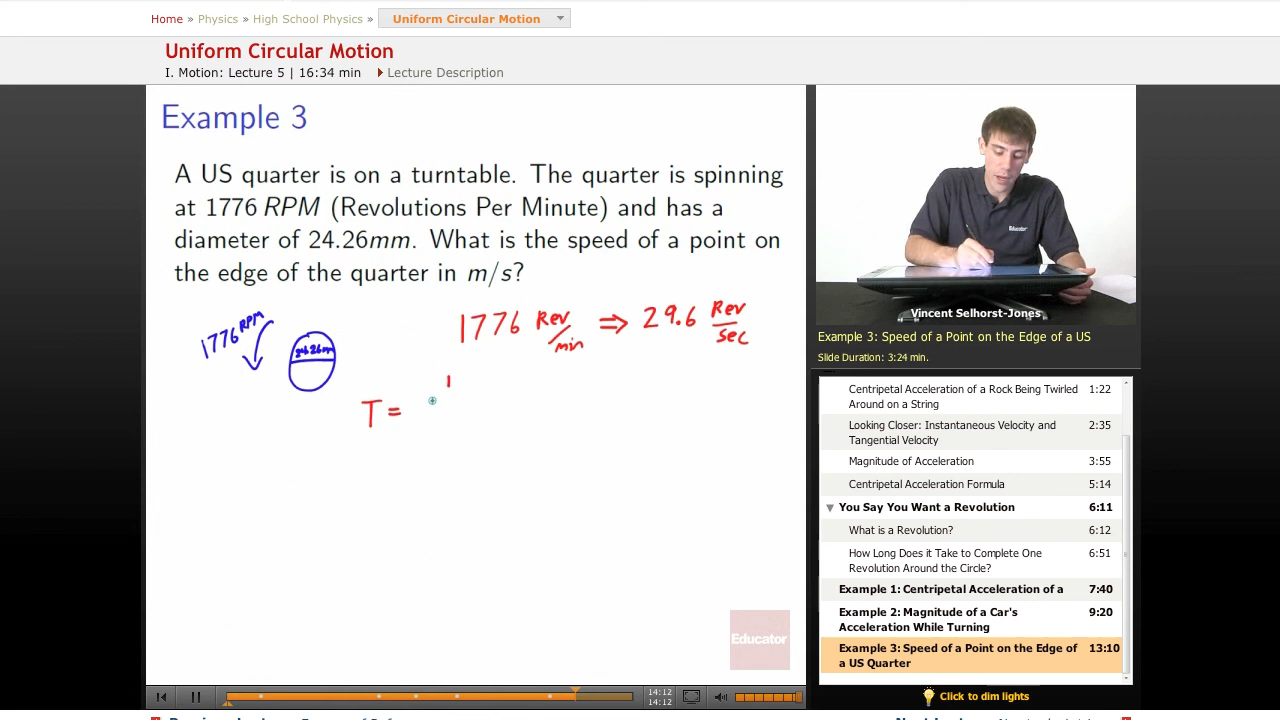 Home » Physics » High School Physics » Uniform Circular Motion
Uniform Circular Motion
I. Motion: Lecture 5 | 16:34 min Lecture Description
Example 3
A US quarter is on a turntable. The quarter is spinning
at 1776 RPM (Revolutions Per Minute) and has a
diameter of 24.26mm. What is the speed of a point on
the edge of the quarter in m/s?
1776 RPM
24.26mm
1776 Rev/min ⇒ 29.6 Rev/sec
T = 1
Educator
Educator
Vincent Selhorst-Jones
Example 3: Speed of a Point on the Edge of a US
Slide Duration: 3:24 min.
Centripetal Acceleration of a Rock Being Twirled 1:22
Around on a String
Looking Closer: Instantaneous Velocity and 2:35
Tangential Velocity
Magnitude of Acceleration 3:55
Centripetal Acceleration Formula 5:14
You Say You Want a Revolution 6:11
What is a Revolution? 6:12
How Long Does it Take to Complete One 6:51
Revolution Around the Circle?
Example 1: Centripetal Acceleration of a 7:40
Example 2: Magnitude of a Car's 9:20
Acceleration While Turning
Example 3: Speed of a Point on the Edge of 13:10
a US Quarter
14:12
14:12
Click to dim lights